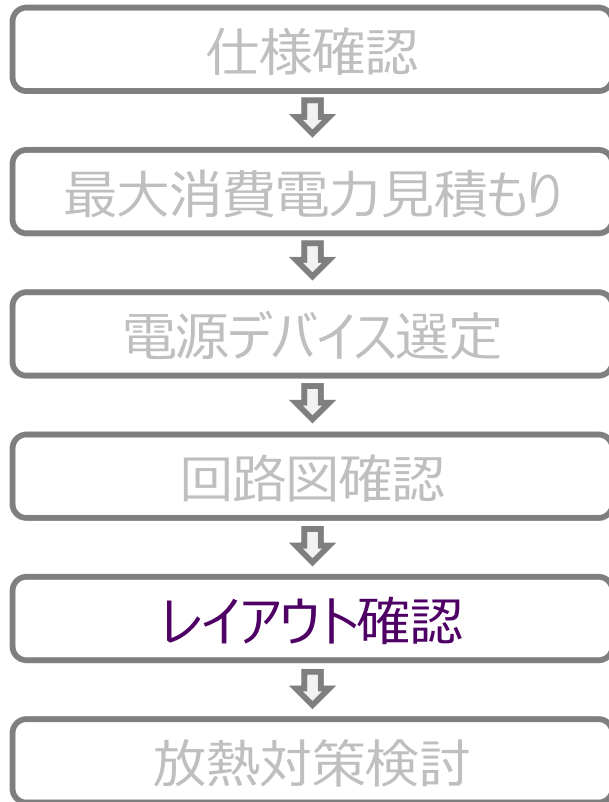 仕様確認
最大消費電力見積もり
電源デバイス選定
回路図確認
レイアウト確認
放熱対策検討